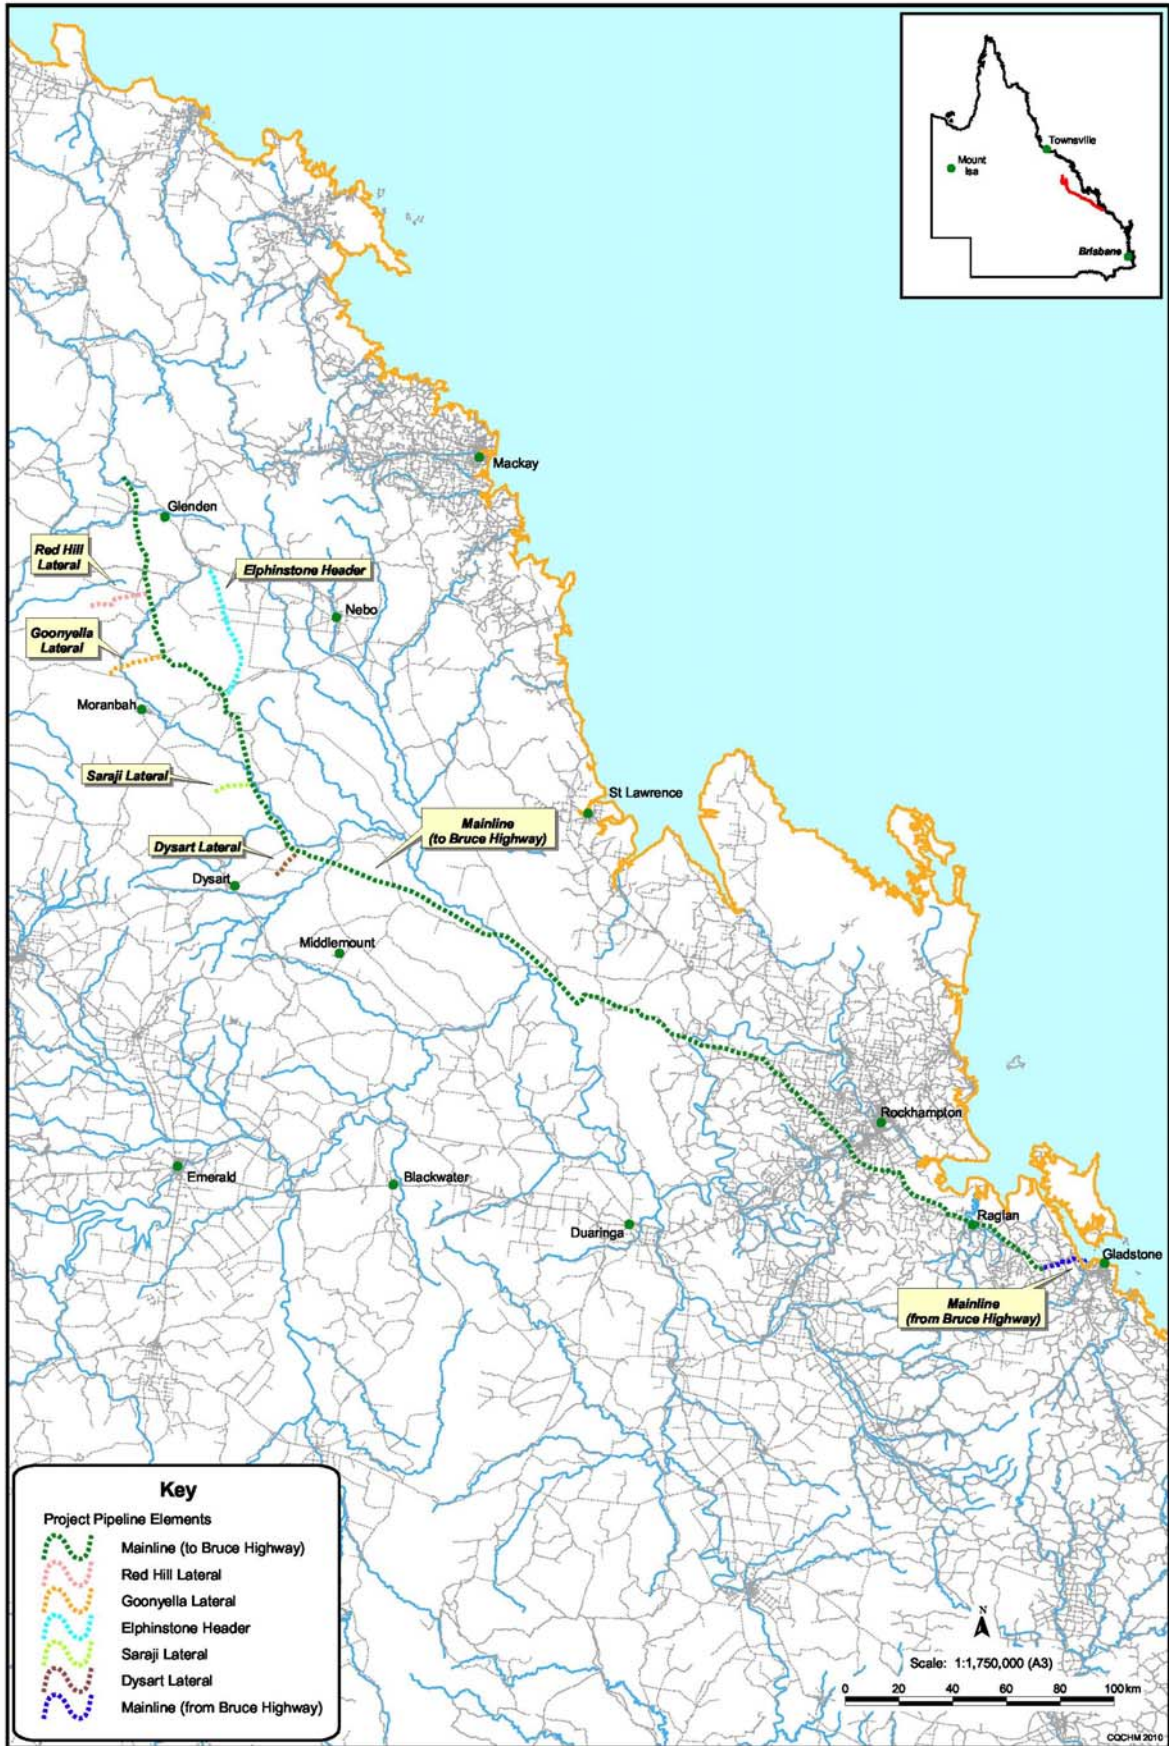 Townsville
Mount
Isa
Brisbane
Mackay
Glenden
Red Hill
Lateral
Elphinstone Header
Nebo
Goonyella
Lateral
Moranbah
Saraji Lateral
St Lawrence
Mainline
(to Bruce Highway)
Dysart Lateral
Dysart
Middlemount
Rockhampton
Emerald
Blackwater
Duaringa
Raglan
Gladstone
Mainline
(from Bruce Highway)
Key
Project Pipeline Elements
Mainline (to Bruce Highway)
Red Hill Lateral
Goonyella Lateral
Elphinstone Header
Saraji Lateral
Dysart Lateral
Mainline (from Bruce Highway)
N
Scale: 1:1,750,000 (A3)
0 20 40 60 80 100 km
CQCHM 2010